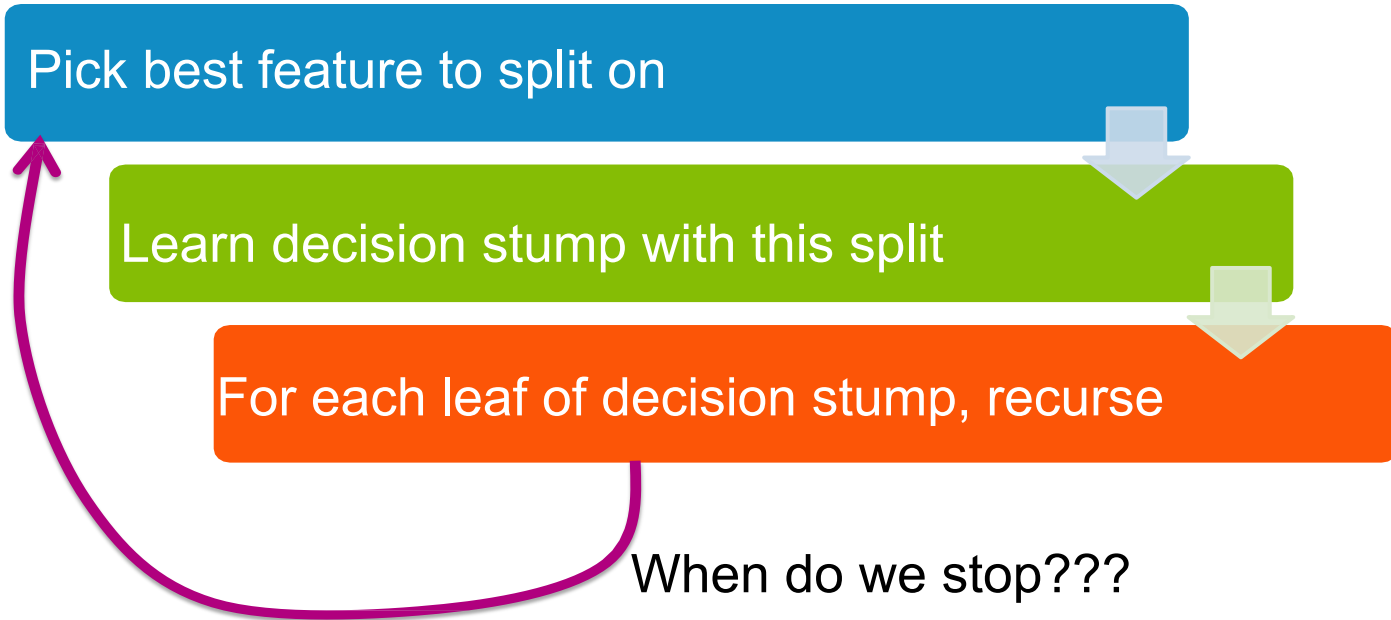 Pick best feature to split on
Learn decision stump with this split
For each leaf of decision stump, recurse
When do we stop???